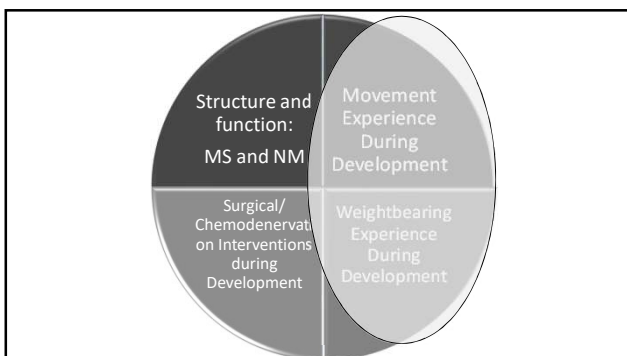 Structure and
function:
MS and NM
Movement
Experience
During
Development
Surgical/
Chemodenervati
on Interventions
during
Development
Weightbearing
Experience
During
Development